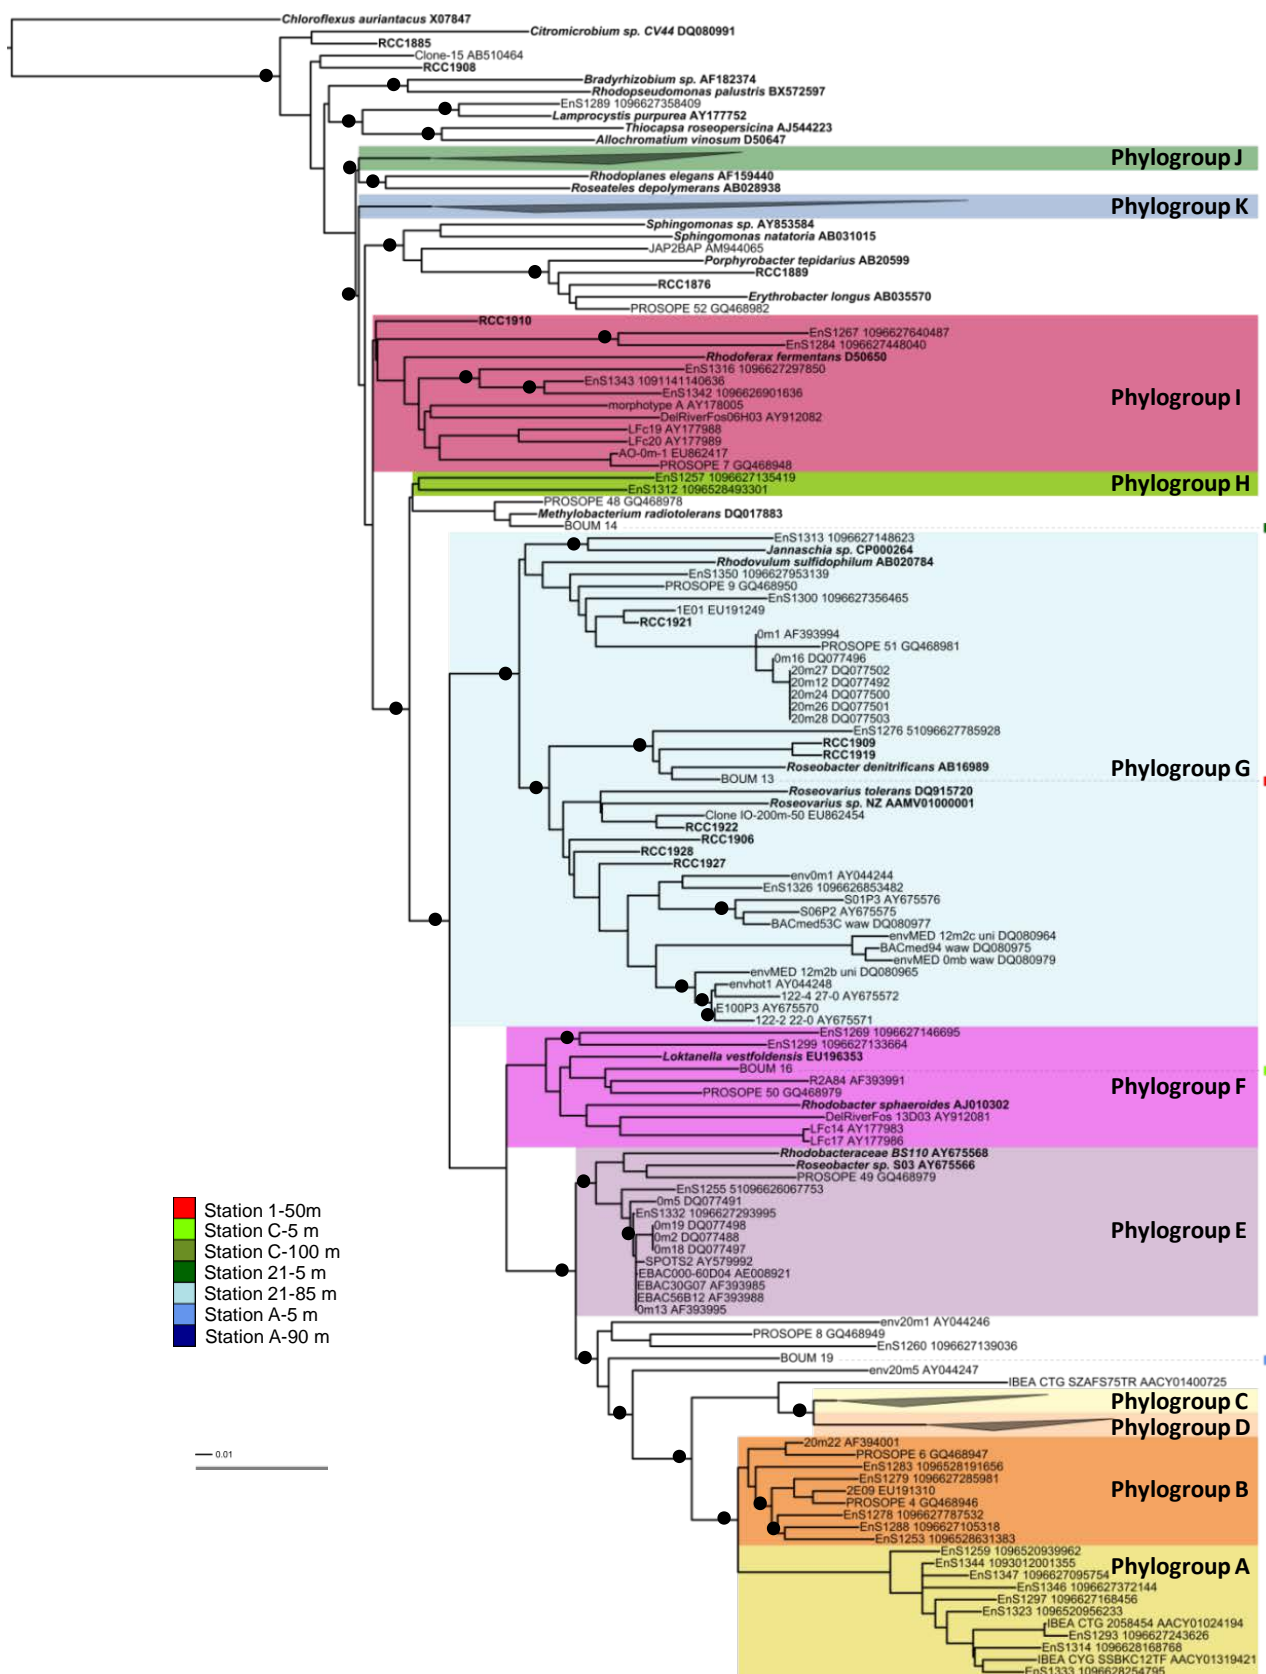 Chloroflexus auriantacus X07847
Citromicrobium sp. CV44 DQ080991
RCC1885
Clone-15 AB510464
RCC1908
Bradyrhizobium sp. AF182374
Rhodopseudomonas palustris BX572597
EnS1289 1096627358409
Lamprocystis purpurea AY177752
Thiocapsa roseopersicina AJ544223
Allochromatium vinosum D50647
Phylogroup J
Rhodoplanes elegans AF159440
Roseateles depolymerans AB028938
Phylogroup K
Sphingomonas sp. AY853584
Sphingomonas natatoria AB031015
JAP2BAP AM944065
Porphyrobacter tepidarius AB20599
RCC1889
RCC1876
Erythrobacter longus AB035570
PROSOPE 52 GQ468982
RCC1910
EnS1267 1096627640487
EnS1284 1096627448040
Rhodoferax fermentans D50650
EnS1316 1096627297850
EnS1343 1091141140636
EnS1342 1096626901636
Phylogroup I
morphotype A AY178005
DelRiverFos06H03 AY912082
LFc19 AY177988
LFc20 AY177989
AO-0m-1 EU862417
PROSOPE 7 GQ468948
EnS1257 1096627135419
Phylogroup H
EnS1312 1096528493301
PROSOPE 48 GQ468978
Methylobacterium radiotolerans DQ017883
BOUM 14
EnS1313 1096627148623
Jannaschia sp. CP000264
Rhodovulum sulfidophilum AB020784
EnS1350 1096627953139
PROSOPE 9 GQ468950
EnS1300 1096627356465
1E01 EU191249
RCC1921
0m1 AF393994
PROSOPE 51 GQ468981
0m16 DQ077496
20m27 DQ077502
20m12 DQ077492
20m24 DQ077500
20m26 DQ077501
20m28 DQ077503
EnS1276 51096627785928
RCC1909
RCC1919
Roseobacter denitrificans AB16989
Phylogroup G
BOUM 13
Roseovarius tolerans DQ915720
Roseovarius sp. NZ AAMV01000001
Clone IO-200m-50 EU862454
RCC1922
RCC1906
RCC1928
RCC1927
env0m1 AY044244
EnS1326 1096626853482
S01P3 AY675576
S06P2 AY675575
BACmed53C waw DQ080977
envMED 12m2c uni DQ080964
BACmed94 waw DQ080975
envMED 0mb waw DQ080979
envMED 12m2b uni DQ080965
envhot1 AY044248
122-4 27-0 AY675572
E100P3 AY675570
122-2 22-0 AY675571
EnS1269 1096627146695
EnS1299 1096627133664
Loktanella vestfoldensis EU196353
BOUM 16
R2A84 AF393991
Phylogroup F
PROSOPE 50 GQ468979
Rhodobacter sphaeroides AJ010302
DelRiverFos 13D03 AY912081
LFc14 AY177983
LFc17 AY177986
Rhodobacteraceae BS110 AY675568
Roseobacter sp. S03 AY675566
PROSOPE 49 GQ468979
EnS1255 51096626067753
0m5 DQ077491
EnS1332 1096627293995
0m19 DQ077498
0m2 DQ077488
Phylogroup E
0m18 DQ077497
SPOTS2 AY579992
EBAC000-60D04 AE008921
EBAC30G07 AF393985
EBAC56B12 AF393988
0m13 AF393995
Station 1-50m
Station C-5 m
Station C-100 m
Station 21-5 m
Station 21-85 m
Station A-5 m
Station A-90 m
env20m1 AY044246
PROSOPE 8 GQ468949
EnS1260 1096627139036
BOUM 19
env20m5 AY044247
IBEA CTG SZAFS75TR AACY01400725
Phylogroup C
Phylogroup D
0.01
20m22 AF394001
PROSOPE 6 GQ468947
EnS1283 1096528191656
EnS1279 1096627285981
2E09 EU191310
Phylogroup B
PROSOPE 4 GQ468946
EnS1278 1096627787532
EnS1288 1096627105318
EnS1253 1096528631383
EnS1259 1096520939962
EnS1344 1093012001355
Phylogroup A
EnS1347 1096627095754
EnS1346 1096627372144
EnS1297 1096627168456
EnS1323 1096520956233
IBEA CTG 2058454 AACY01024194
EnS1293 1096627243626
EnS1314 1096628168768
IBEA CYG SSBKC12TF AACY01319421
EnS1333 1096628254795